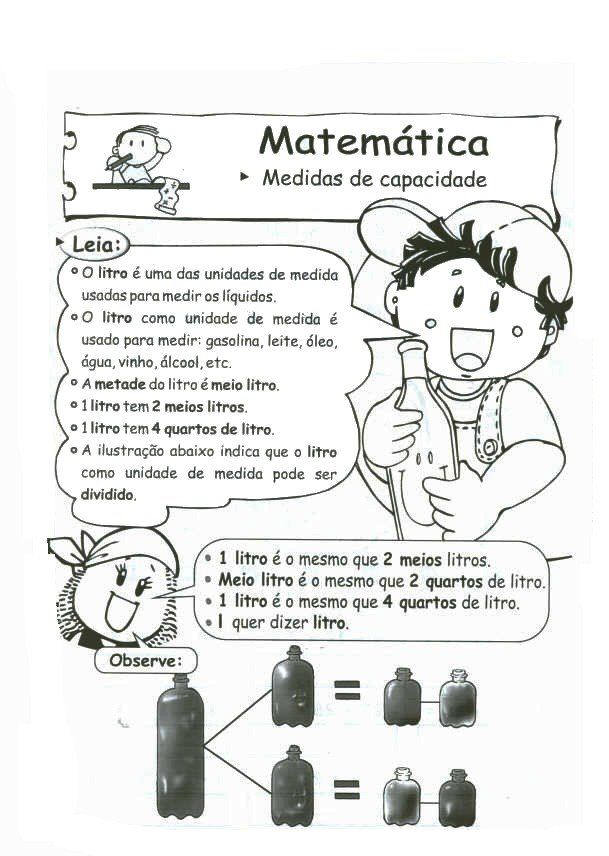 Matemática
Medidas de capacidade
Leia:
O litro é uma das unidades de medida
usadas para medir os líquidos.
O litro como unidade de medida é
usado para medir: gasolina, leite, óleo,
água, vinho, álcool, etc.
A metade do litro é meio litro.
1 litro tem 2 meios litros.
1 litro tem 4 quartos de litro.
A ilustração abaixo indica que o litro
como unidade de medida pode ser
dividido.
1 litro é o mesmo que 2 meios litros.
Meio litro é o mesmo que 2 quartos de litro.
1 litro é o mesmo que 4 quartos de litro.
l quer dizer litro.
Observe:
=
=